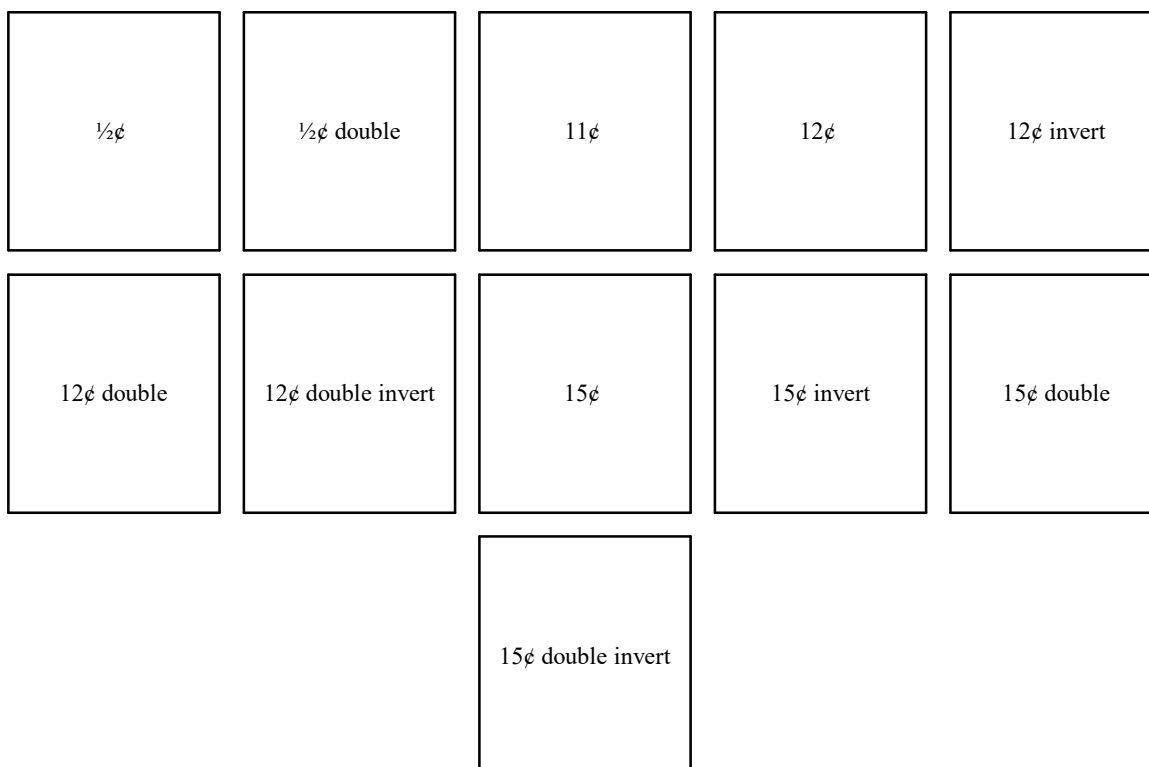 ½¢
½¢ double
11¢
12¢
12¢ invert
12¢ double
12¢ double invert
15¢
15¢ invert
15¢ double
15¢ double invert